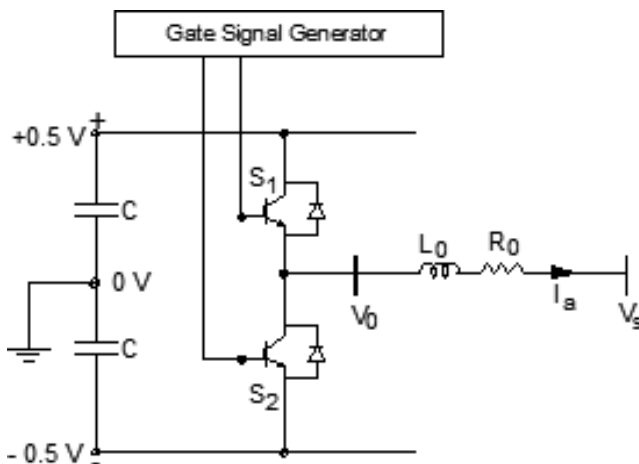 Gate Signal Generator
+
+0.5 V
S1
C
L0
R0
0 V
V0
Ia
Vs
C
S2
- 0.5 V
-